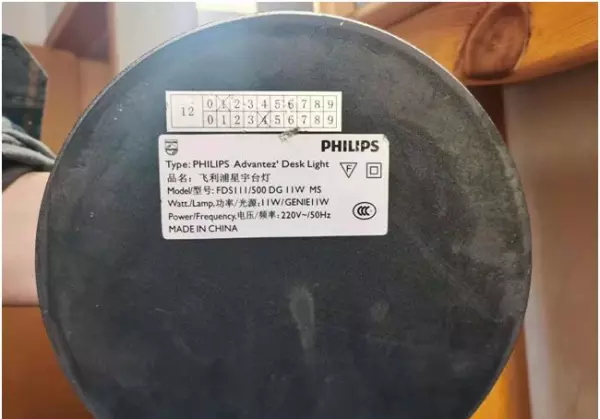 12
0 1 2 3 4 5 6 7 8 9
0 1 2 3 4 5 6 7 8 9
PHILIPS
Type: PHILIPS Advantez' Desk Light
品名: 飞利浦星宇台灯
Model/型号: FDS111/500 DG 11W MS
F
Watt./Lamp. 功率/光源: 11W/GENIE11W
Power/Frequency. 电压/频率: 220V~/50Hz
CCC
MADE IN CHINA